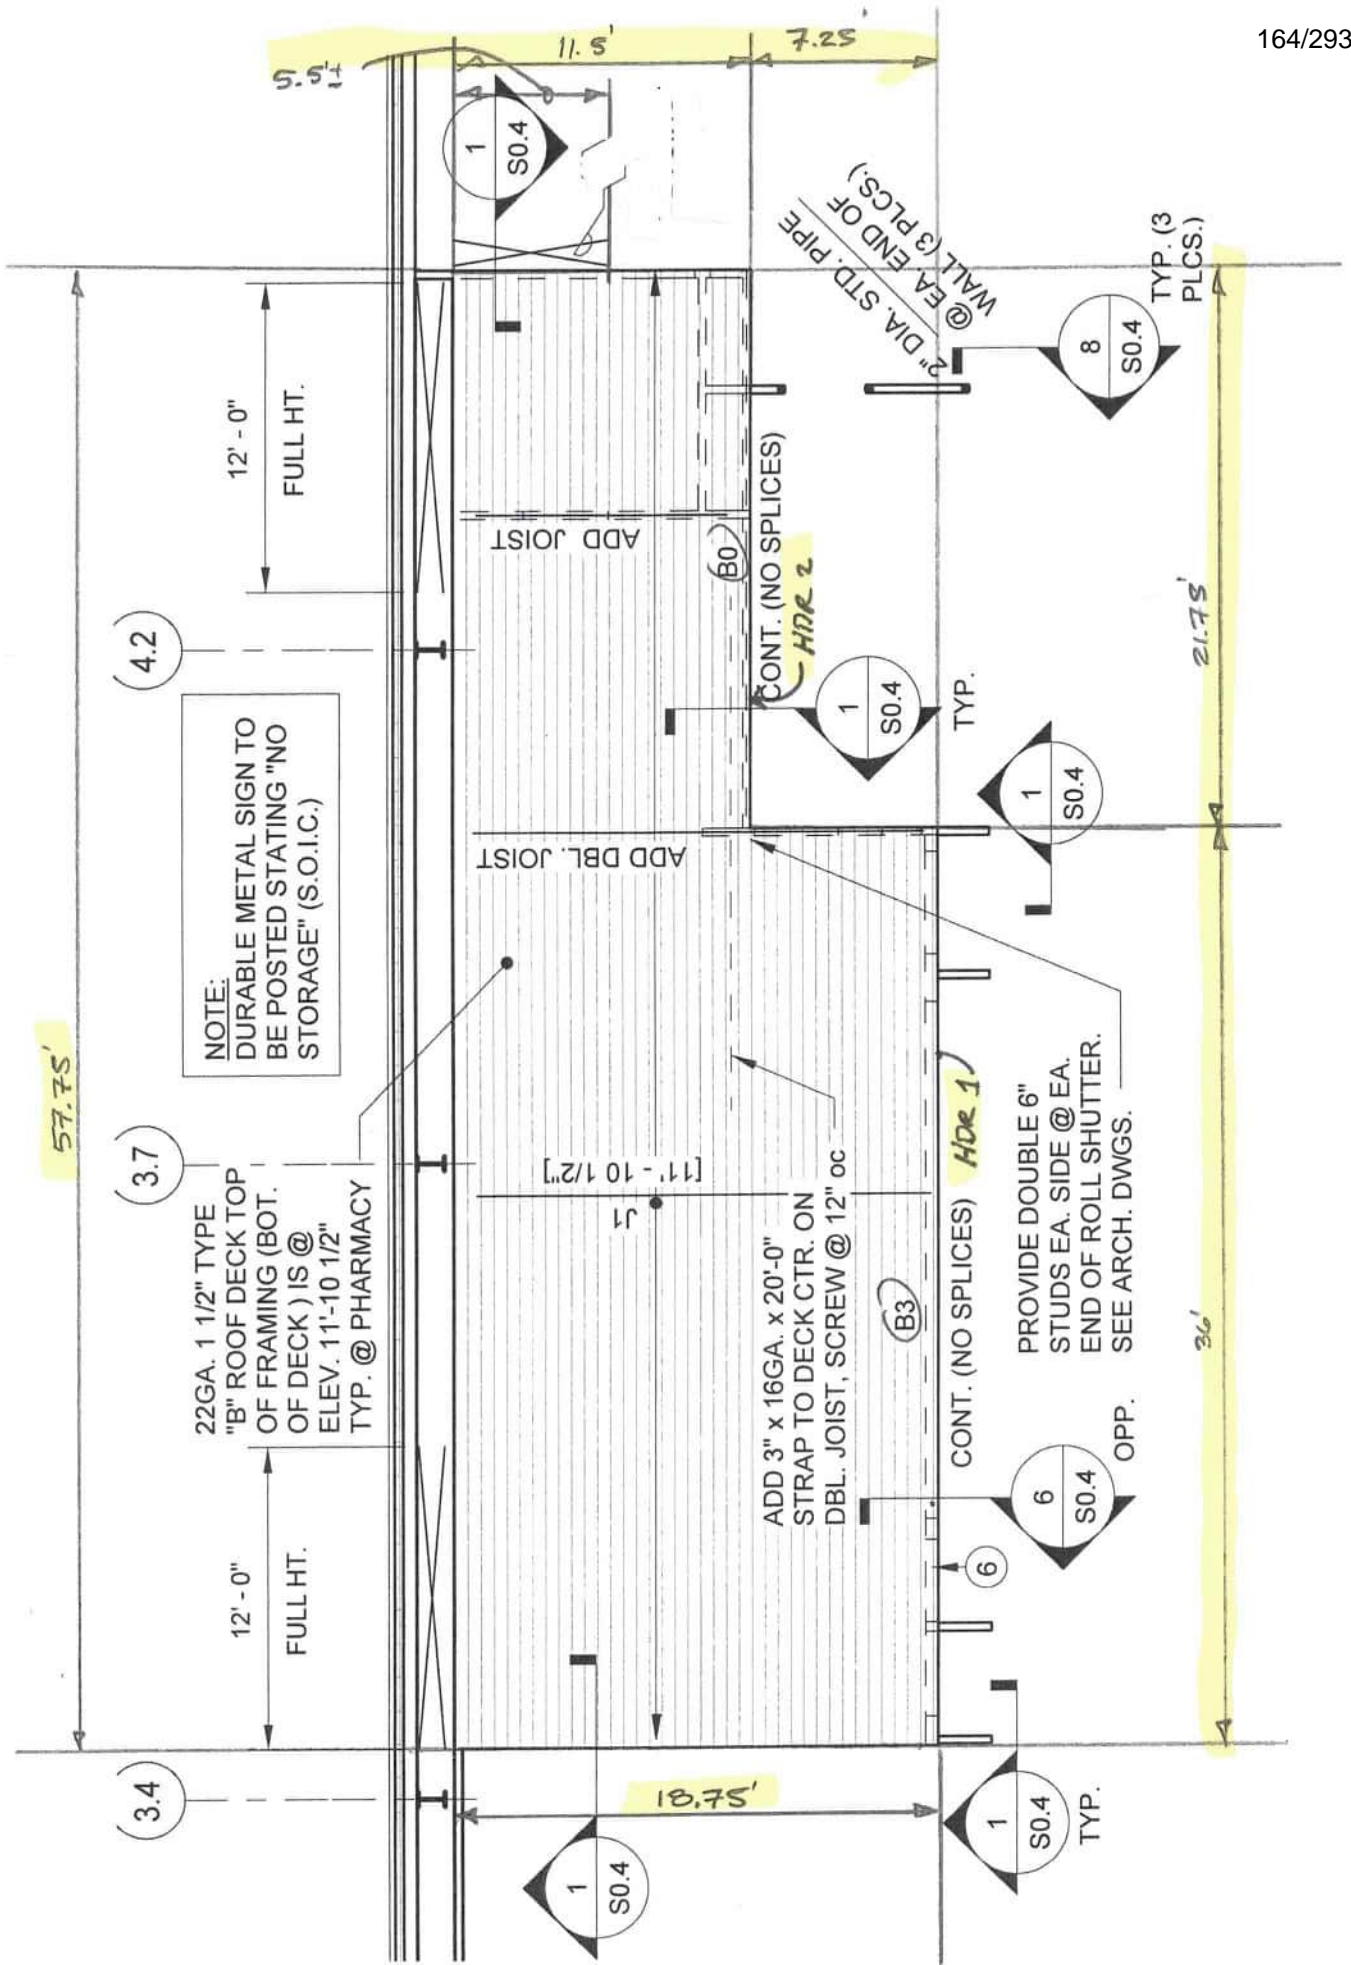 164/293
57.75'
3.4
3.7
4.2
12' - 0"
FULL HT.
12' - 0"
FULL HT.
NOTE:
DURABLE METAL SIGN TO
BE POSTED STATING "NO
STORAGE" (S.O.I.C.)
22GA. 1 1/2" TYPE
"B" ROOF DECK TOP
OF FRAMING (BOT.
OF DECK ) IS @
ELEV. 11'-10 1/2"
TYP. @ PHARMACY
5.5'±
11.5'
7.25
1
S0.4
1
S0.4
18.75'
J1
[11' - 10 1/2"]
ADD DBL. JOIST
ADD JOIST
B0
CONT. (NO SPLICES)
HDR 2
2" DIA. STD. PIPE
@ EA. END OF
WALL (3 PLCS.)
ADD 3" x 16GA. x 20'-0"
STRAP TO DECK CTR. ON
DBL. JOIST, SCREW @ 12" oc
B3
CONT. (NO SPLICES)
HDR 1
1
S0.4
TYP.
8
S0.4
TYP. (3
PLCS.)
1
S0.4
PROVIDE DOUBLE 6"
STUDS EA. SIDE @ EA.
END OF ROLL SHUTTER.
SEE ARCH. DWGS.
6
6
S0.4
OPP.
1
S0.4
TYP.
36'
21.75'